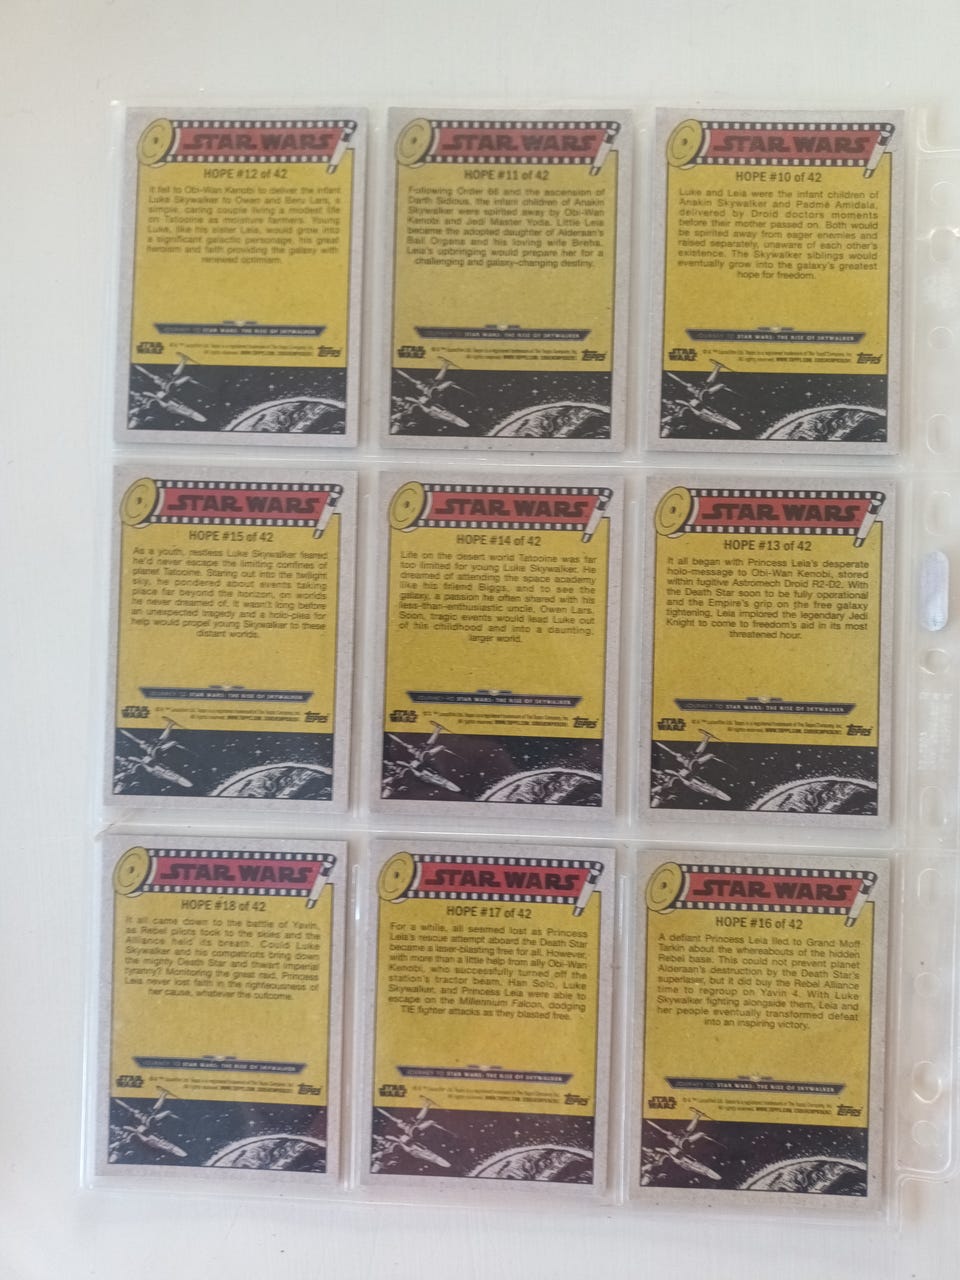 STAR WARS
HOPE #12 of 42
It fell to Obi-Wan Kenobi to deliver the infant
Luke Skywalker to Owen and Beru Lars, a
simple, caring couple living a modest life
on Tatooine as moisture farmers. Young
Luke, like his sister Leia, would grow into
a significant galactic personage, his great
heroism and faith providing the galaxy with
renewed optimism.
JOURNEY TO STAR WARS: THE RISE OF SKYWALKER
STAR WARS
topps
STAR WARS
HOPE #11 of 42
Following Order 66 and the ascension of
Darth Sidious, the infant children of Anakin
Skywalker were spirited away by Obi-Wan
Kenobi and Jedi Master Yoda. Little Leia
became the adopted daughter of Alderaan's
Bail Organa and his loving wife Breha.
Leia's upbringing would prepare her for a
challenging and galaxy-changing destiny.
JOURNEY TO STAR WARS: THE RISE OF SKYWALKER
STAR WARS
topps
STAR WARS
HOPE #10 of 42
Luke and Leia were the infant children of
Anakin Skywalker and Padmé Amidala,
delivered by Droid doctors moments
before their mother passed on. Both would
be spirited away from eager enemies and
raised separately, unaware of each other's
existence. The Skywalker siblings would
eventually grow into the galaxy's greatest
hope for freedom.
JOURNEY TO STAR WARS: THE RISE OF SKYWALKER
STAR WARS
topps
STAR WARS
HOPE #15 of 42
As a youth, restless Luke Skywalker feared
he'd never escape the limiting confines of
planet Tatooine. Staring out into the twilight
sky, he pondered about events taking
place far beyond the horizon, on worlds
he never dreamed of. It wasn't long before
an unexpected tragedy and a holo-plea for
help would propel young Skywalker to these
distant worlds.
JOURNEY TO STAR WARS: THE RISE OF SKYWALKER
STAR WARS
topps
STAR WARS
HOPE #14 of 42
Life on the desert world Tatooine was far
too limited for young Luke Skywalker. He
dreamed of attending the space academy
like his friend Biggs, and to see the
galaxy, a passion he often shared with his
less-than-enthusiastic uncle, Owen Lars.
Soon, tragic events would lead Luke out
of his childhood and into a daunting,
larger world.
JOURNEY TO STAR WARS: THE RISE OF SKYWALKER
STAR WARS
topps
STAR WARS
HOPE #13 of 42
It all began with Princess Leia's desperate
holo-message to Obi-Wan Kenobi, stored
within fugitive Astromech Droid R2-D2. With
the Death Star soon to be fully operational
and the Empire's grip on the free galaxy
tightening, Leia implored the legendary Jedi
Knight to come to freedom's aid in its most
threatened hour.
JOURNEY TO STAR WARS: THE RISE OF SKYWALKER
STAR WARS
topps
STAR WARS
HOPE #18 of 42
It all came down to the battle of Yavin,
as Rebel pilots took to the skies and the
Alliance held its breath. Could Luke
Skywalker and his compatriots bring down
the mighty Death Star and thwart Imperial
tyranny? Monitoring the great raid, Princess
Leia never lost faith in the righteousness of
her cause, whatever the outcome.
JOURNEY TO STAR WARS: THE RISE OF SKYWALKER
STAR WARS
topps
STAR WARS
HOPE #17 of 42
For a while, all seemed lost as Princess
Leia's rescue attempt aboard the Death Star
became a laser-blasting free for all. However,
with more than a little help from ally Obi-Wan
Kenobi, who successfully turned off the
station's tractor beam, Han Solo, Luke
Skywalker, and Princess Leia were able to
escape on the Millennium Falcon, dodging
TIE fighter attacks as they blasted free.
JOURNEY TO STAR WARS: THE RISE OF SKYWALKER
STAR WARS
topps
STAR WARS
HOPE #16 of 42
A defiant Princess Leia lied to Grand Moff
Tarkin about the whereabouts of the hidden
Rebel base. This could not prevent planet
Alderaan's destruction by the Death Star's
superlaser, but it did buy the Rebel Alliance
time to regroup on Yavin 4. With Luke
Skywalker fighting alongside them, Leia and
her people eventually transformed defeat
into an inspiring victory.
JOURNEY TO STAR WARS: THE RISE OF SKYWALKER
STAR WARS
topps